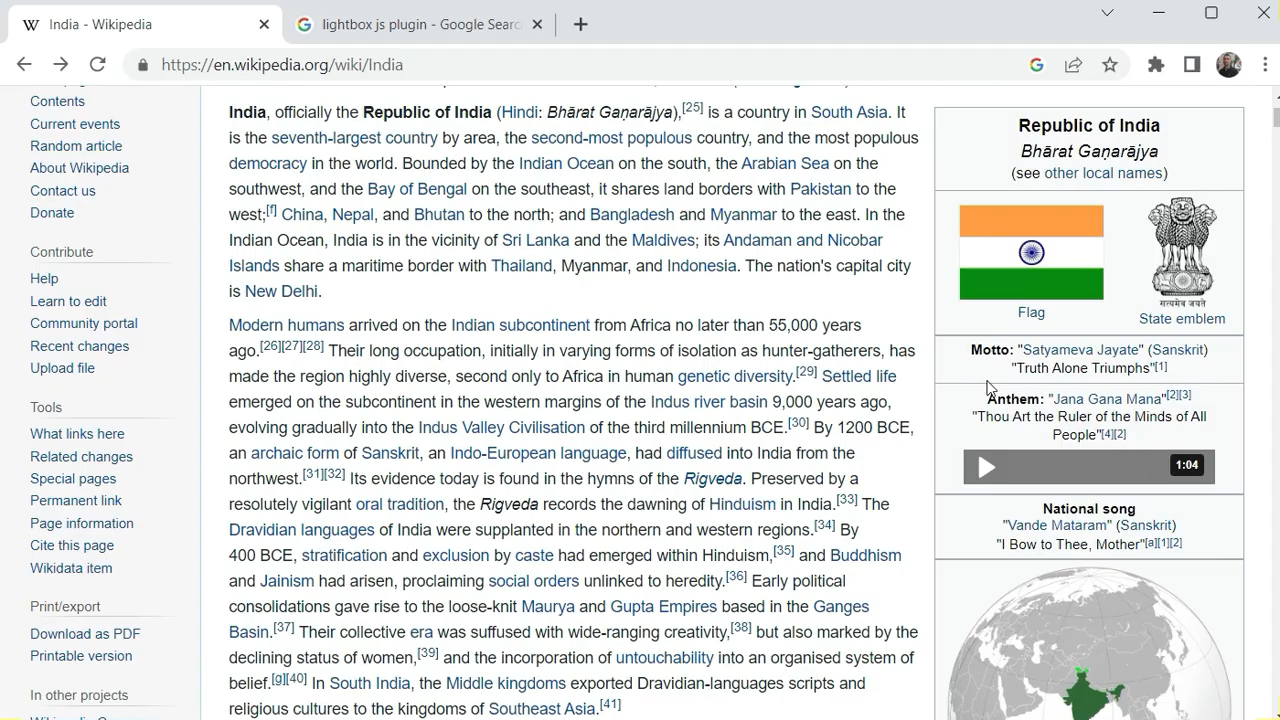 India - Wikipedia
lightbox js plugin - Google Searc
https://en.wikipedia.org/wiki/India
Contents
Current events
Random article
About Wikipedia
Contact us
Donate
Contribute
Help
Learn to edit
Community portal
Recent changes
Upload file
Tools
What links here
Related changes
Special pages
Permanent link
Page information
Cite this page
Wikidata item
Print/export
Download as PDF
Printable version
In other projects
India, officially the Republic of India (Hindi: Bhārat Gaṇarājya),[25] is a country in South Asia. It
is the seventh-largest country by area, the second-most populous country, and the most populous
democracy in the world. Bounded by the Indian Ocean on the south, the Arabian Sea on the
southwest, and the Bay of Bengal on the southeast, it shares land borders with Pakistan to the
west;[f] China, Nepal, and Bhutan to the north; and Bangladesh and Myanmar to the east. In the
Indian Ocean, India is in the vicinity of Sri Lanka and the Maldives; its Andaman and Nicobar
Islands share a maritime border with Thailand, Myanmar, and Indonesia. The nation's capital city
is New Delhi.
Modern humans arrived on the Indian subcontinent from Africa no later than 55,000 years
ago.[26][27][28] Their long occupation, initially in varying forms of isolation as hunter-gatherers, has
made the region highly diverse, second only to Africa in human genetic diversity.[29] Settled life
emerged on the subcontinent in the western margins of the Indus river basin 9,000 years ago,
evolving gradually into the Indus Valley Civilisation of the third millennium BCE.[30] By 1200 BCE,
an archaic form of Sanskrit, an Indo-European language, had diffused into India from the
northwest.[31][32] Its evidence today is found in the hymns of the Rigveda. Preserved by a
resolutely vigilant oral tradition, the Rigveda records the dawning of Hinduism in India.[33] The
Dravidian languages of India were supplanted in the northern and western regions.[34] By
400 BCE, stratification and exclusion by caste had emerged within Hinduism,[35] and Buddhism
and Jainism had arisen, proclaiming social orders unlinked to heredity.[36] Early political
consolidations gave rise to the loose-knit Maurya and Gupta Empires based in the Ganges
Basin.[37] Their collective era was suffused with wide-ranging creativity,[38] but also marked by the
declining status of women,[39] and the incorporation of untouchability into an organised system of
belief.[g][40] In South India, the Middle kingdoms exported Dravidian-languages scripts and
religious cultures to the kingdoms of Southeast Asia.[41]
Republic of India
Bhārat Gaṇarājya
(see other local names)
सत्यमेव जयते
Flag
State emblem
Motto: "Satyameva Jayate" (Sanskrit)
"Truth Alone Triumphs"[1]
Anthem: "Jana Gana Mana"[2][3]
"Thou Art the Ruler of the Minds of All
People"[4][2]
1:04
National song
"Vande Mataram" (Sanskrit)
"I Bow to Thee, Mother"[a][1][2]